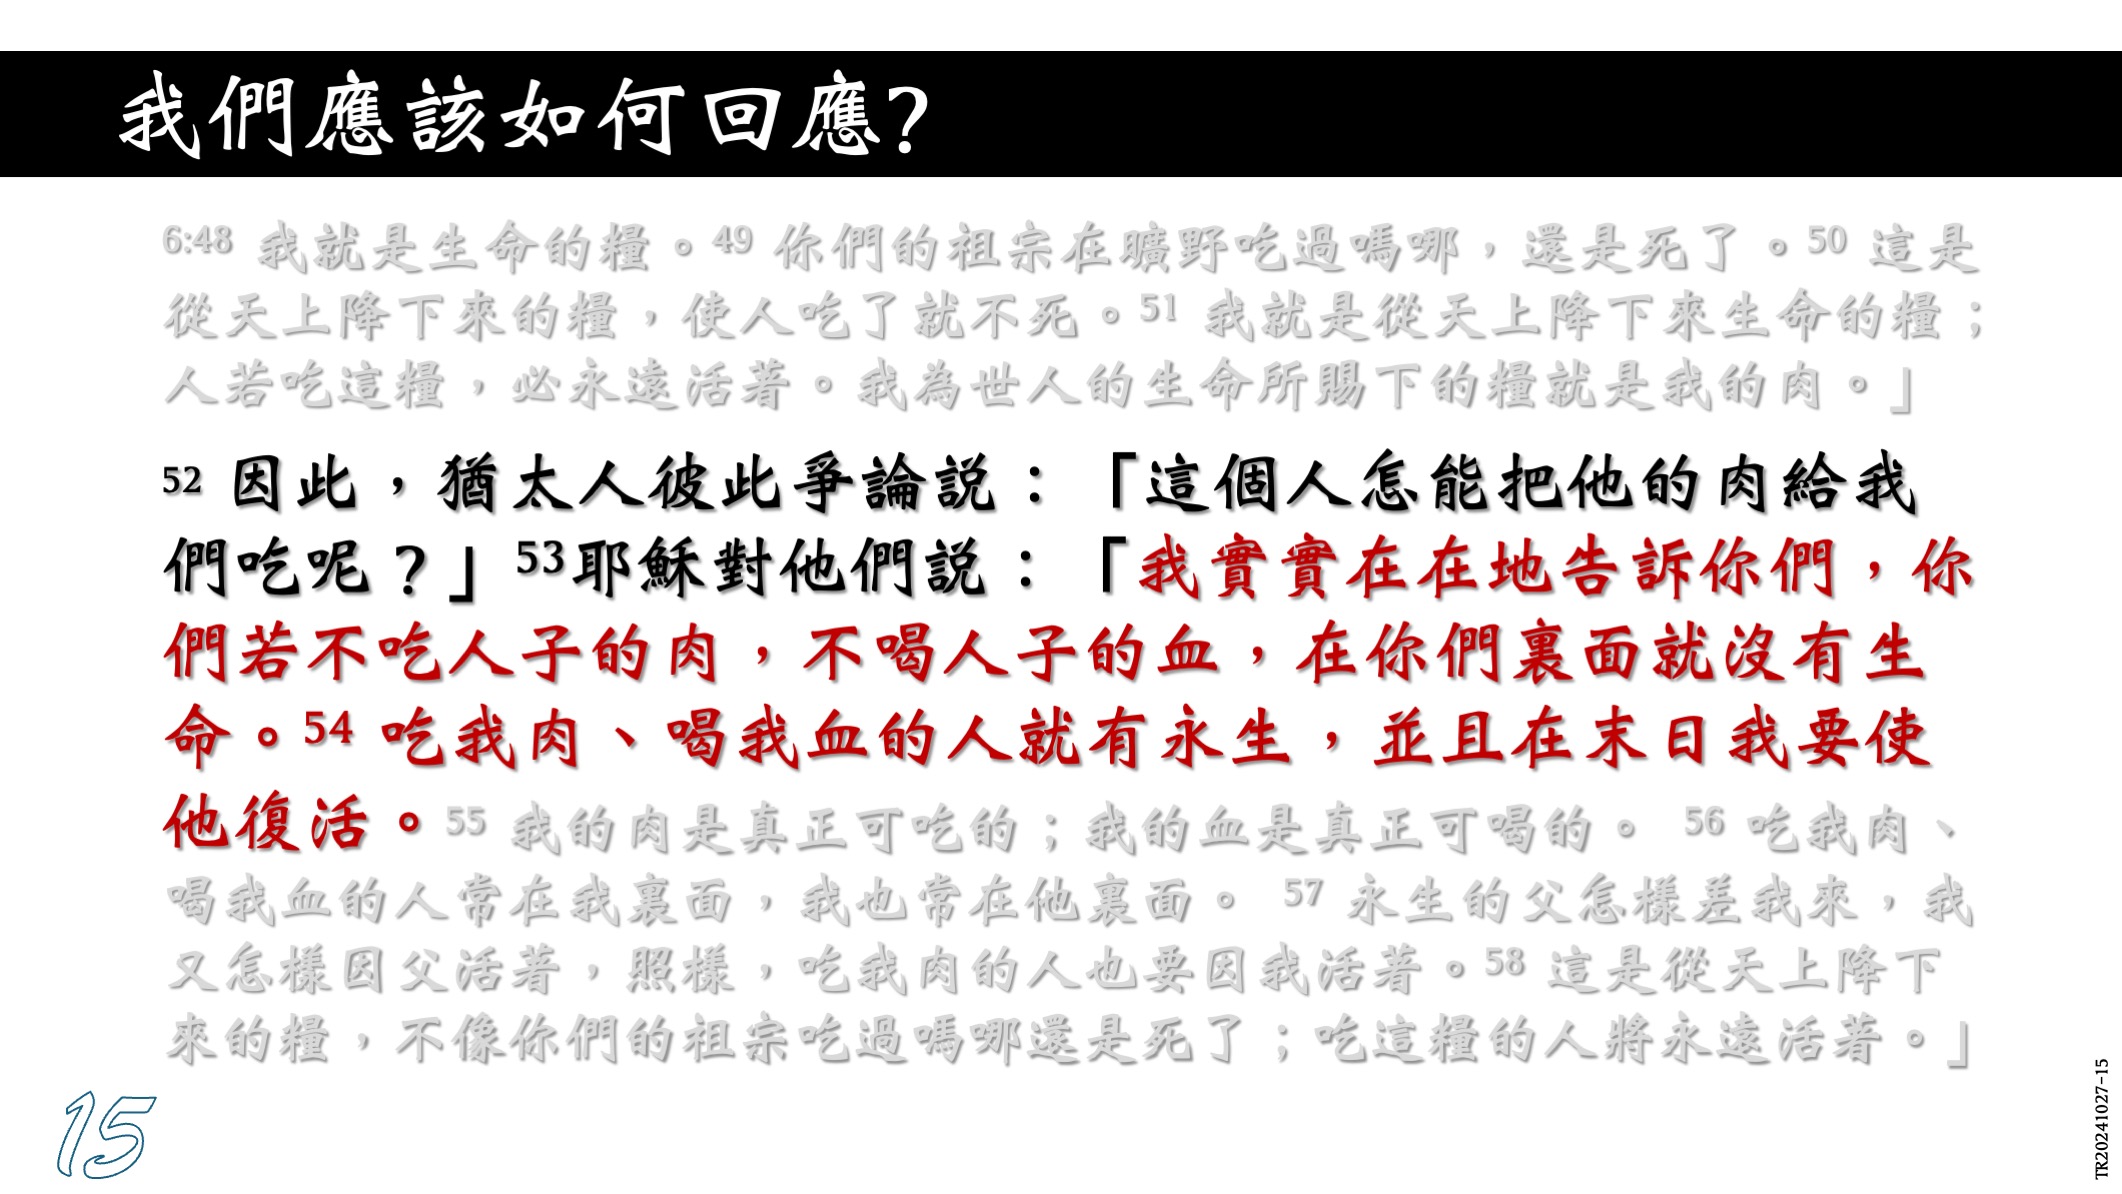 我們應該如何回應?
6:48 我就是生命的糧。49 你們的祖宗在曠野吃過嗎哪，還是死了。50 這是
從天上降下來的糧，使人吃了就不死。51 我就是從天上降下來生命的糧；
人若吃這糧，必永遠活著。我為世人的生命所賜下的糧就是我的肉。」
52 因此，猶太人彼此爭論說：「這個人怎能把他的肉給我
們吃呢？」53耶穌對他們說：「我實實在在地告訴你們，你
們若不吃人子的肉，不喝人子的血，在你們裏面就沒有生
命。54 吃我肉、喝我血的人就有永生，並且在末日我要使
他復活。55 我的肉是真正可吃的；我的血是真正可喝的。 56 吃我肉、
喝我血的人常在我裏面，我也常在他裏面。 57 永生的父怎樣差我來，我
又怎樣因父活著，照樣，吃我肉的人也要因我活著。58 這是從天上降下
來的糧，不像你們的祖宗吃過嗎哪還是死了；吃這糧的人將永遠活著。」
15
TR20241027-15